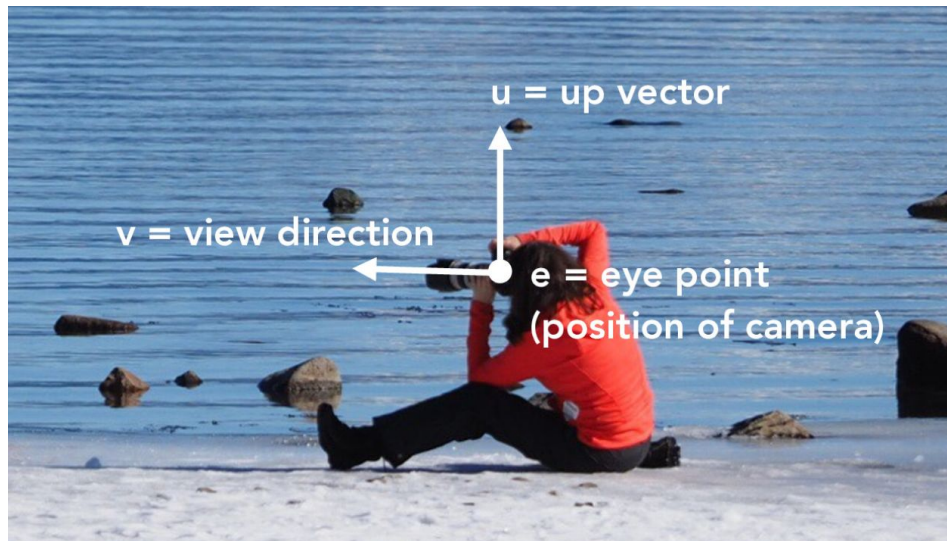 u = up vector
v = view direction
e = eye point
(position of camera)